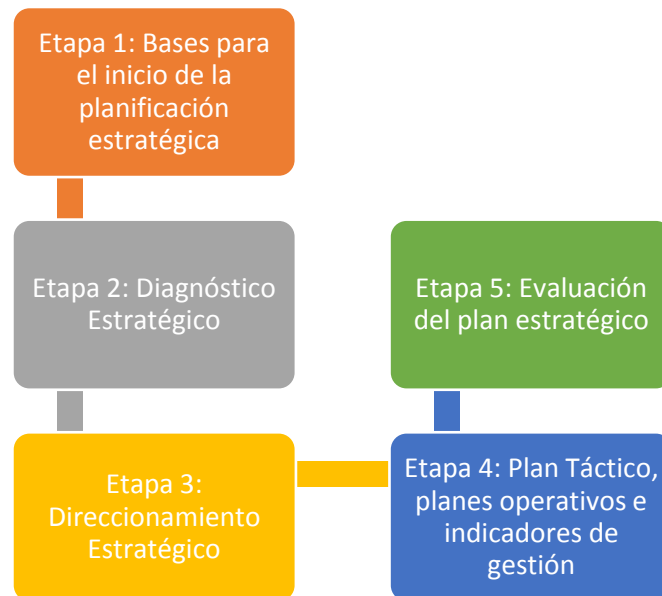 Etapa 1: Bases para
el inicio de la
planificación
estratégica
Etapa 2: Diagnóstico
Estratégico
Etapa 3:
Direccionamiento
Estratégico
Etapa 4: Plan Táctico,
planes operativos e
indicadores de
gestión
Etapa 5: Evaluación
del plan estratégico